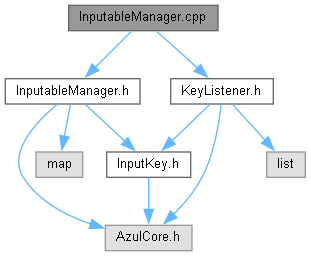 InputableManager.cpp
InputableManager.h
KeyListener.h
map
InputKey.h
list
AzulCore.h